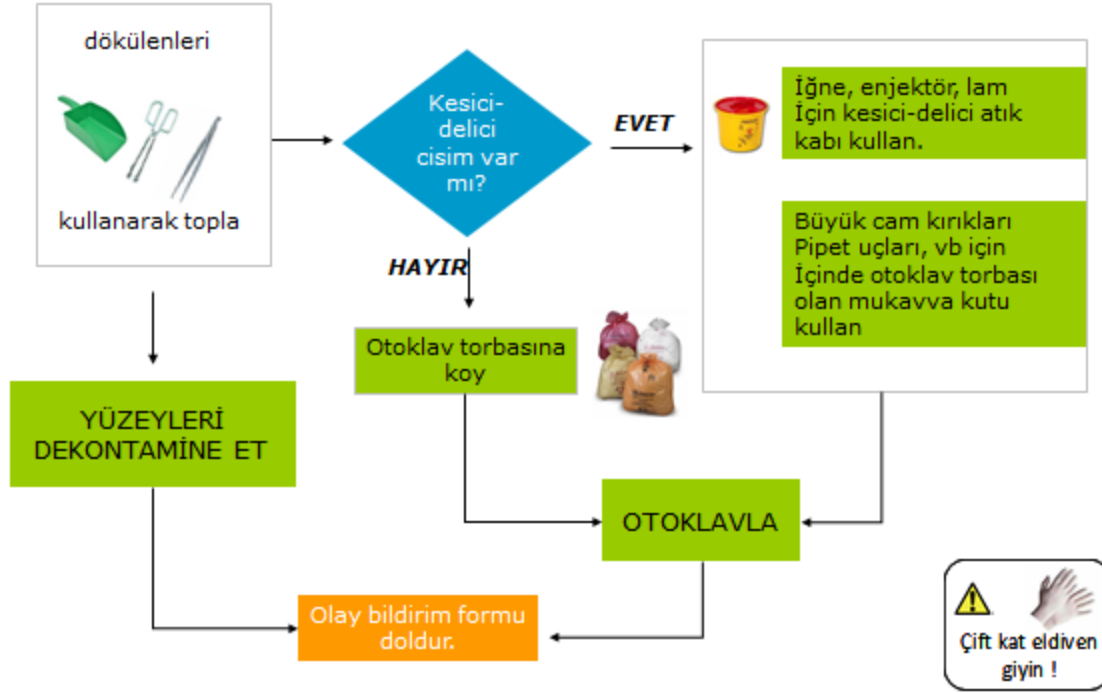 dökülenleri
kullanarak topla
Kesici-
delici
cisim var
mı?
EVET
İğne, enjektör, lam
İçin kesici-delici atık
kabı kullan.
Büyük cam kırıkları
Pipet uçları, vb için
İçinde otoklav torbası
olan mukavva kutu
kullan
HAYIR
Otoklav torbasına
koy
YÜZEYLERİ
DEKONTAMİNE ET
OTOKLAVLA
Olay bildirim formu
doldur.
Çift kat eldiven
giyin !